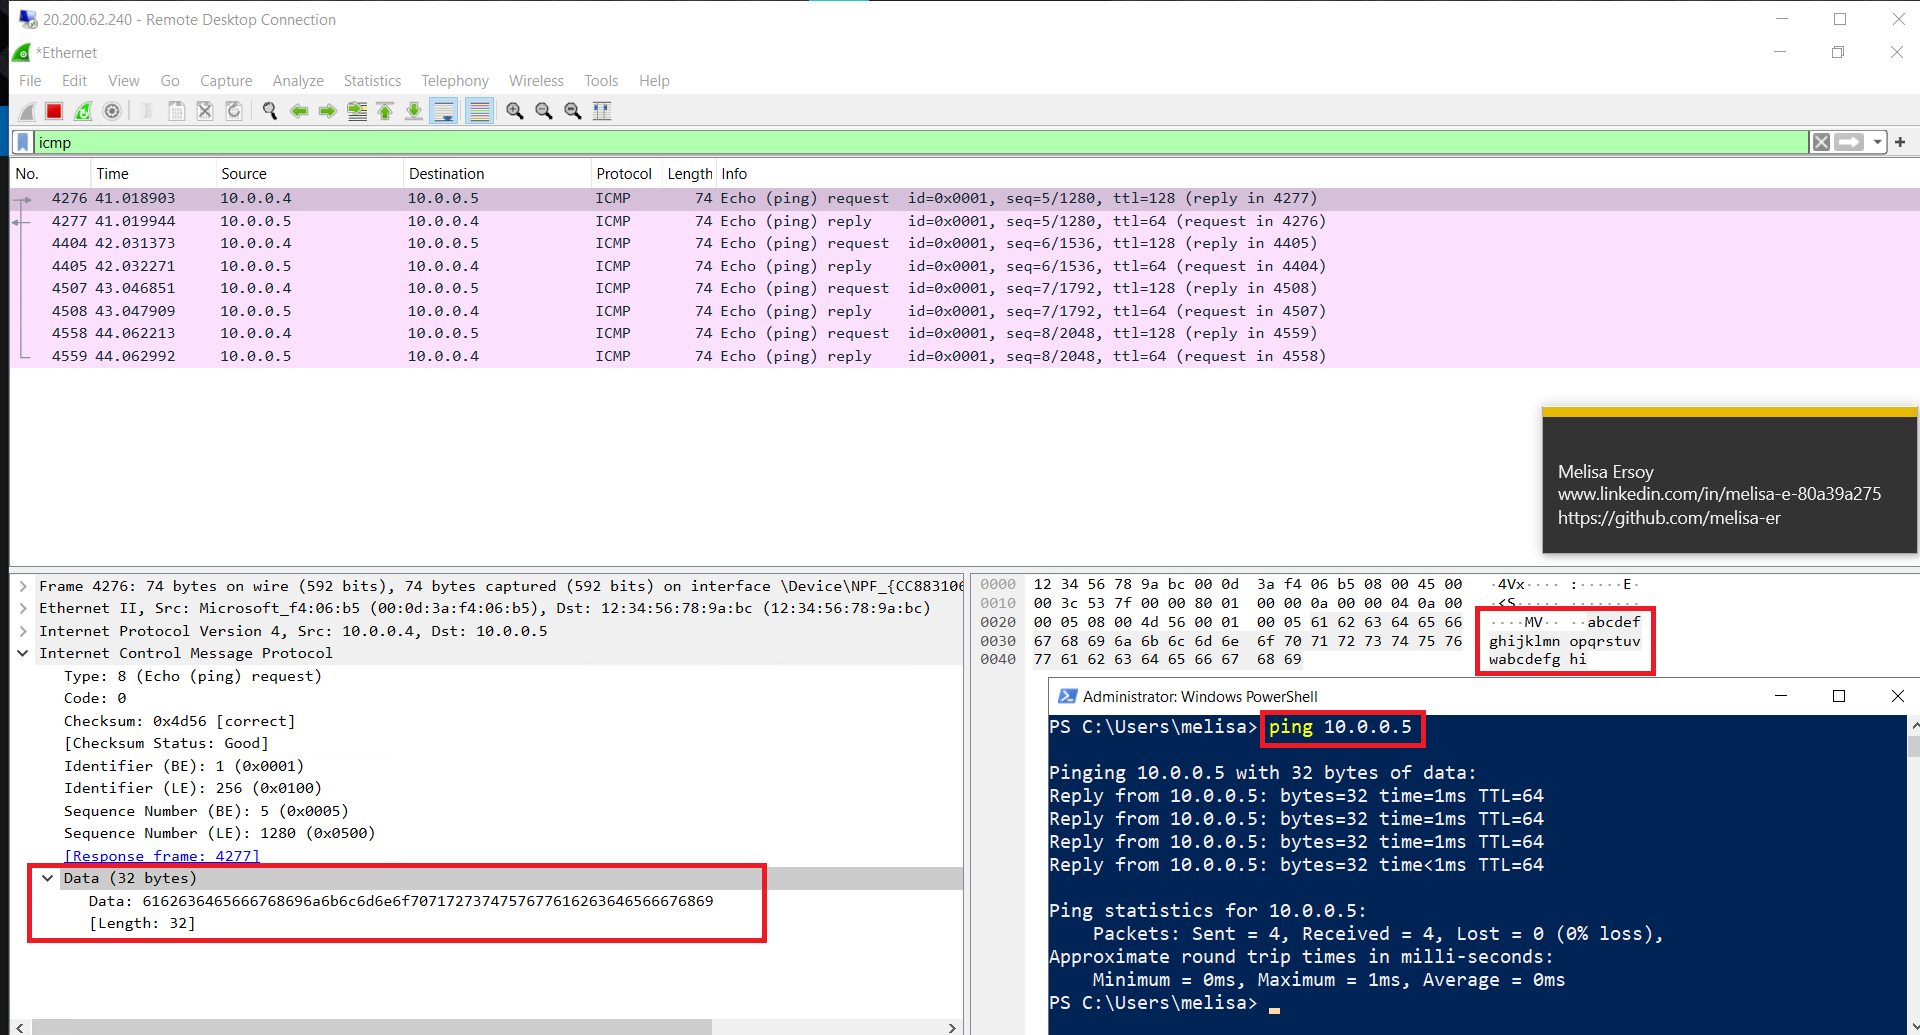 20.200.62.240 - Remote Desktop Connection
*Ethernet
File Edit View Go Capture Analyze Statistics Telephony Wireless Tools Help
icmp
No. Time Source Destination Protocol Length Info
4276 41.018903 10.0.0.4 10.0.0.5 ICMP 74 Echo (ping) request id=0x0001, seq=5/1280, ttl=128 (reply in 4277)
4277 41.019944 10.0.0.5 10.0.0.4 ICMP 74 Echo (ping) reply id=0x0001, seq=5/1280, ttl=64 (request in 4276)
4404 42.031373 10.0.0.4 10.0.0.5 ICMP 74 Echo (ping) request id=0x0001, seq=6/1536, ttl=128 (reply in 4405)
4405 42.032271 10.0.0.5 10.0.0.4 ICMP 74 Echo (ping) reply id=0x0001, seq=6/1536, ttl=64 (request in 4404)
4507 43.046851 10.0.0.4 10.0.0.5 ICMP 74 Echo (ping) request id=0x0001, seq=7/1792, ttl=128 (reply in 4508)
4508 43.047909 10.0.0.5 10.0.0.4 ICMP 74 Echo (ping) reply id=0x0001, seq=7/1792, ttl=64 (request in 4507)
4558 44.062213 10.0.0.4 10.0.0.5 ICMP 74 Echo (ping) request id=0x0001, seq=8/2048, ttl=128 (reply in 4559)
4559 44.062992 10.0.0.5 10.0.0.4 ICMP 74 Echo (ping) reply id=0x0001, seq=8/2048, ttl=64 (request in 4558)
Melisa Ersoy
www.linkedin.com/in/melisa-e-80a39a275
https://github.com/melisa-er
Frame 4276: 74 bytes on wire (592 bits), 74 bytes captured (592 bits) on interface \Device\NPF_{CC883106
Ethernet II, Src: Microsoft_f4:06:b5 (00:0d:3a:f4:06:b5), Dst: 12:34:56:78:9a:bc (12:34:56:78:9a:bc)
Internet Protocol Version 4, Src: 10.0.0.4, Dst: 10.0.0.5
Internet Control Message Protocol
Type: 8 (Echo (ping) request)
Code: 0
Checksum: 0x4d56 [correct]
[Checksum Status: Good]
Identifier (BE): 1 (0x0001)
Identifier (LE): 256 (0x0100)
Sequence Number (BE): 5 (0x0005)
Sequence Number (LE): 1280 (0x0500)
[Response frame: 4277]
Data (32 bytes)
Data: 6162636465666768696a6b6c6d6e6f7071727374757677616263646566676869
[Length: 32]
0000 12 34 56 78 9a bc 00 0d 3a f4 06 b5 08 00 45 00 ·4Vx···· :·····E·
0010 00 3c 53 7f 00 00 80 01 00 00 0a 00 00 04 0a 00 ·<S····· ········
0020 00 05 08 00 4d 56 00 01 00 05 61 62 63 64 65 66 ····MV·· ··abcdef
0030 67 68 69 6a 6b 6c 6d 6e 6f 70 71 72 73 74 75 76 ghijklmn opqrstuv
0040 77 61 62 63 64 65 66 67 68 69 wabcdefg hi
Administrator: Windows PowerShell
PS C:\Users\melisa> ping 10.0.0.5
Pinging 10.0.0.5 with 32 bytes of data:
Reply from 10.0.0.5: bytes=32 time=1ms TTL=64
Reply from 10.0.0.5: bytes=32 time=1ms TTL=64
Reply from 10.0.0.5: bytes=32 time=1ms TTL=64
Reply from 10.0.0.5: bytes=32 time<1ms TTL=64
Ping statistics for 10.0.0.5:
Packets: Sent = 4, Received = 4, Lost = 0 (0% loss),
Approximate round trip times in milli-seconds:
Minimum = 0ms, Maximum = 1ms, Average = 0ms
PS C:\Users\melisa>